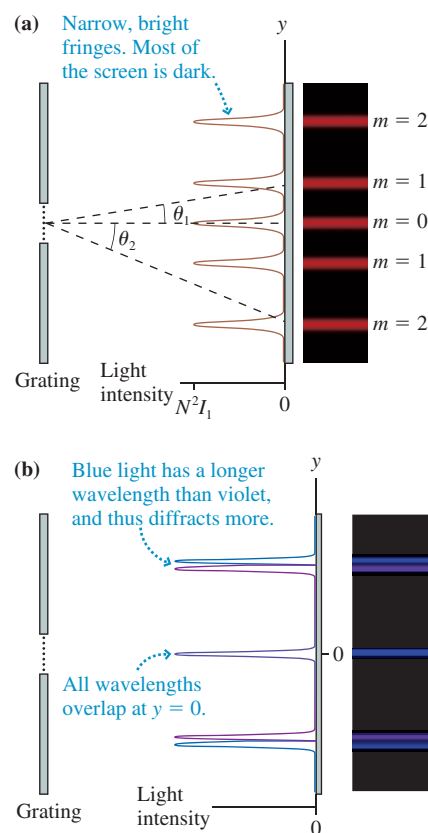 (a)
Narrow, bright
fringes. Most of
the screen is dark.
y
m = 2
m = 1
θ₁
m = 0
θ₂
m = 1
m = 2
Grating
Light
intensity
N²I₁
0
(b)
y
Blue light has a longer
wavelength than violet,
and thus diffracts more.
0
All wavelengths
overlap at y = 0.
Grating
Light
intensity
0